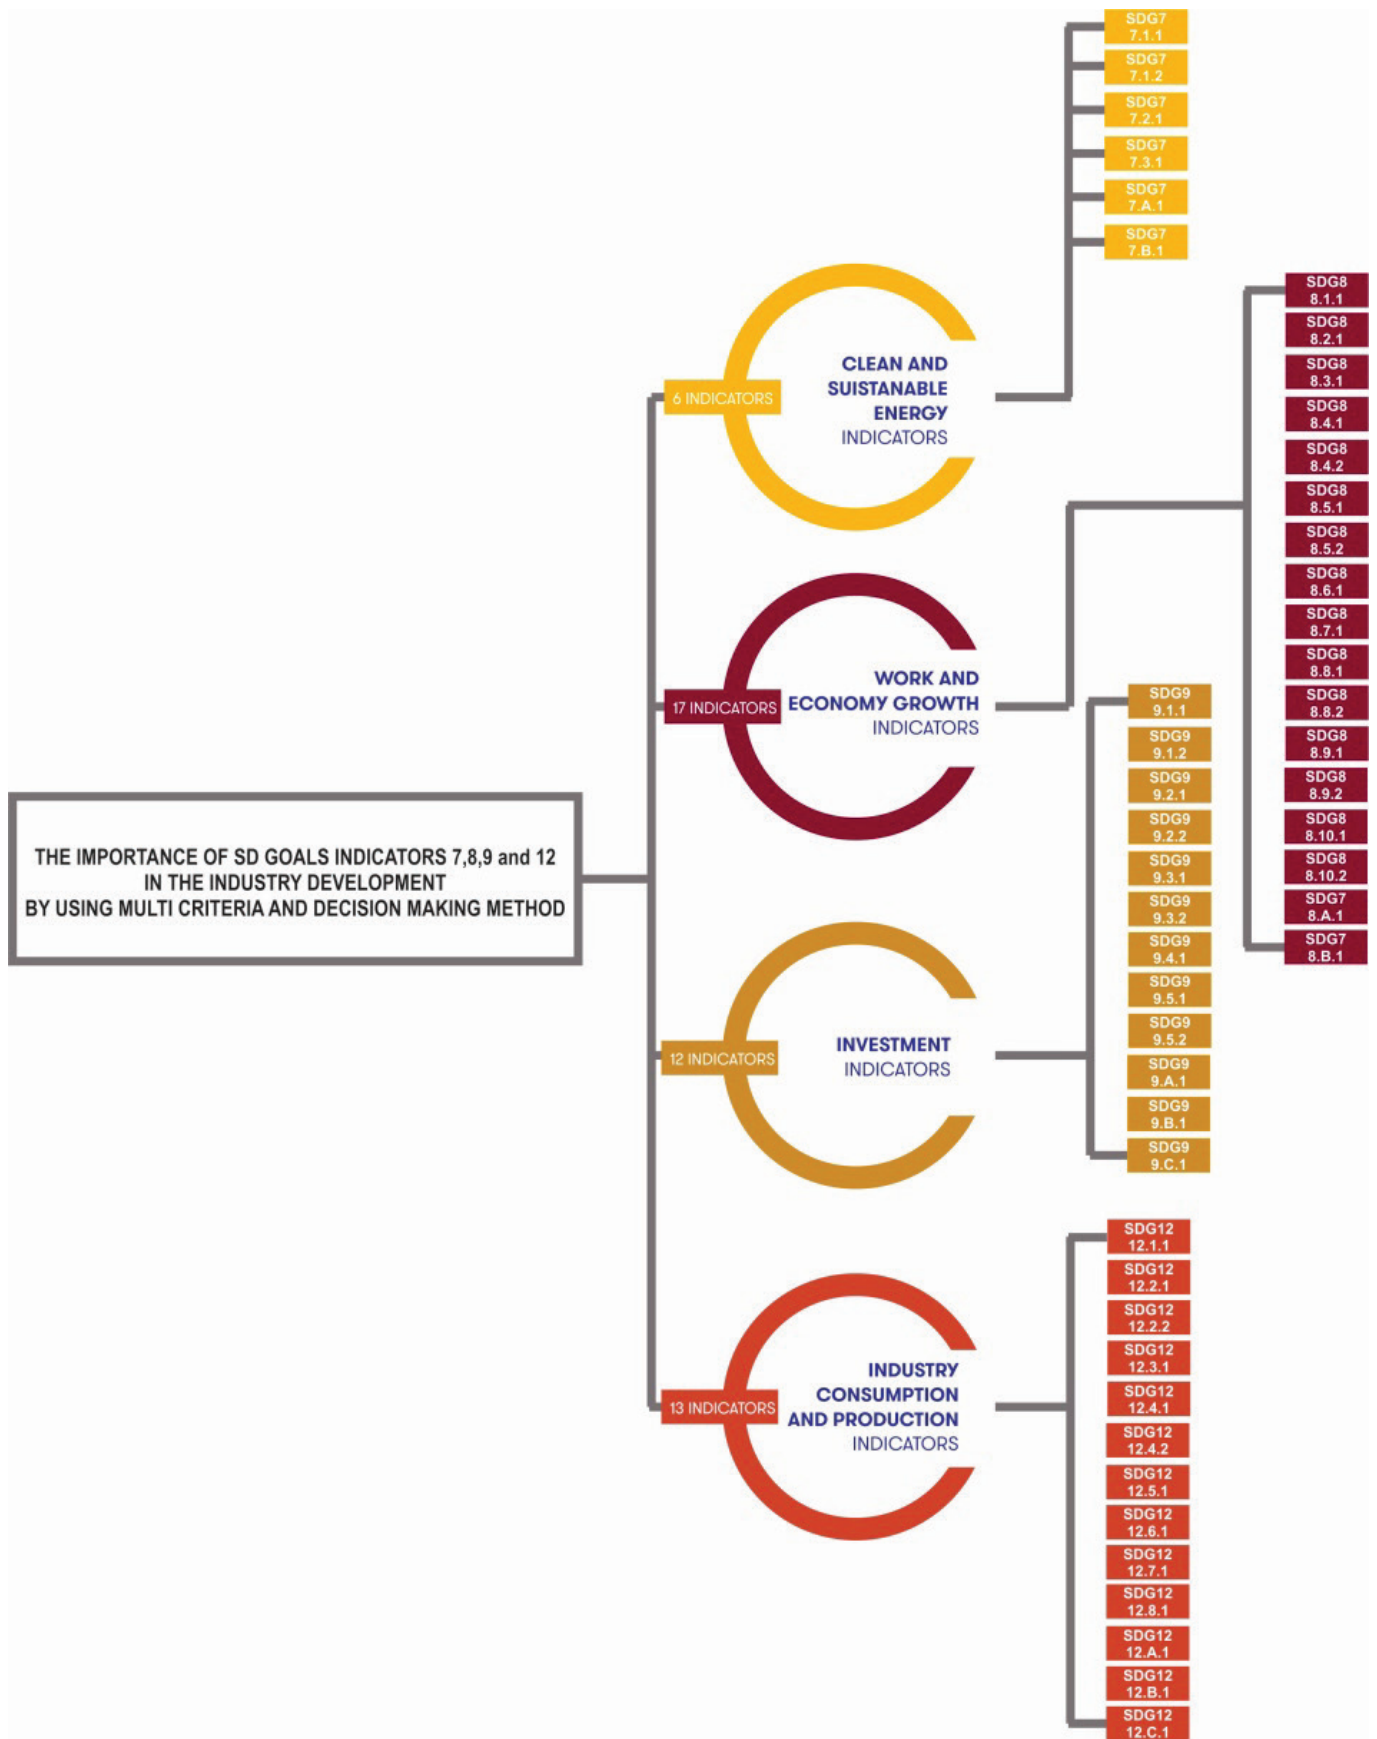 THE IMPORTANCE OF SD GOALS INDICATORS 7,8,9 and 12
IN THE INDUSTRY DEVELOPMENT
BY USING MULTI CRITERIA AND DECISION MAKING METHOD
6 INDICATORS
CLEAN AND
SUISTANABLE
ENERGY
INDICATORS
SDG7
7.1.1
SDG7
7.1.2
SDG7
7.2.1
SDG7
7.3.1
SDG7
7.A.1
SDG7
7.B.1
17 INDICATORS
WORK AND
ECONOMY GROWTH
INDICATORS
SDG8
8.1.1
SDG8
8.2.1
SDG8
8.3.1
SDG8
8.4.1
SDG8
8.4.2
SDG8
8.5.1
SDG8
8.5.2
SDG8
8.6.1
SDG8
8.7.1
SDG8
8.8.1
SDG8
8.8.2
SDG8
8.9.1
SDG8
8.9.2
SDG8
8.10.1
SDG8
8.10.2
SDG7
8.A.1
SDG7
8.B.1
12 INDICATORS
INVESTMENT
INDICATORS
SDG9
9.1.1
SDG9
9.1.2
SDG9
9.2.1
SDG9
9.2.2
SDG9
9.3.1
SDG9
9.3.2
SDG9
9.4.1
SDG9
9.5.1
SDG9
9.5.2
SDG9
9.A.1
SDG9
9.B.1
SDG9
9.C.1
13 INDICATORS
INDUSTRY
CONSUMPTION
AND PRODUCTION
INDICATORS
SDG12
12.1.1
SDG12
12.2.1
SDG12
12.2.2
SDG12
12.3.1
SDG12
12.4.1
SDG12
12.4.2
SDG12
12.5.1
SDG12
12.6.1
SDG12
12.7.1
SDG12
12.8.1
SDG12
12.A.1
SDG12
12.B.1
SDG12
12.C.1